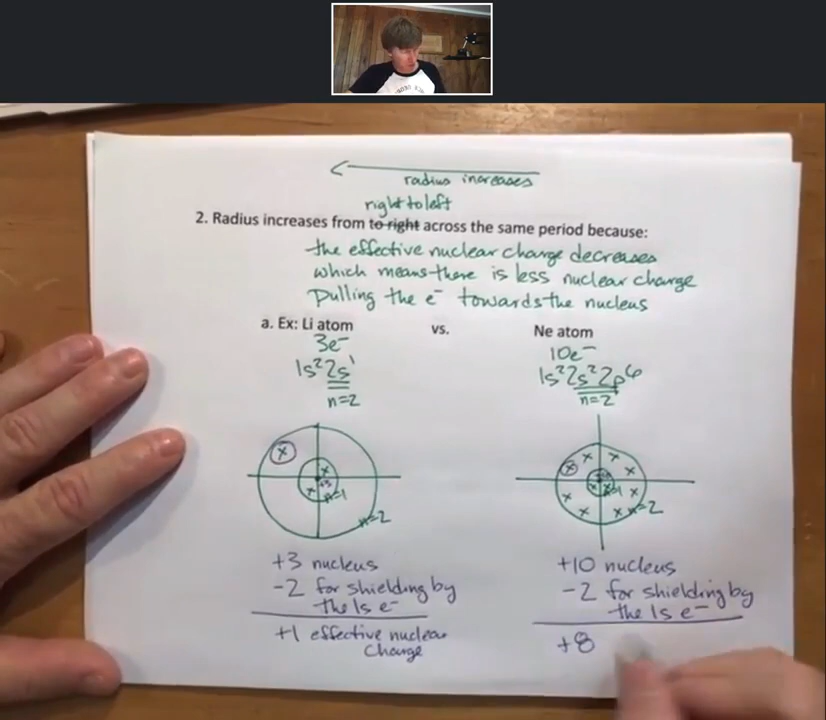 radius increases
right to left
2. Radius increases from to right across the same period because:
the effective nuclear charge decreases
which means there is less nuclear charge
pulling the e⁻ towards the nucleus
a. Ex: Li atom vs. Ne atom
3e⁻ 10e⁻
1s²2s¹ 1s²2s²2p⁶
n=2 n=2
x x x
x x x x
+3
x x x
n=1 n=1 x x
x x n=2
n=2
+3 nucleus +10 nucleus
-2 for shielding by -2 for shielding by
the 1s e⁻ the 1s e⁻
+1 effective nuclear +8
charge